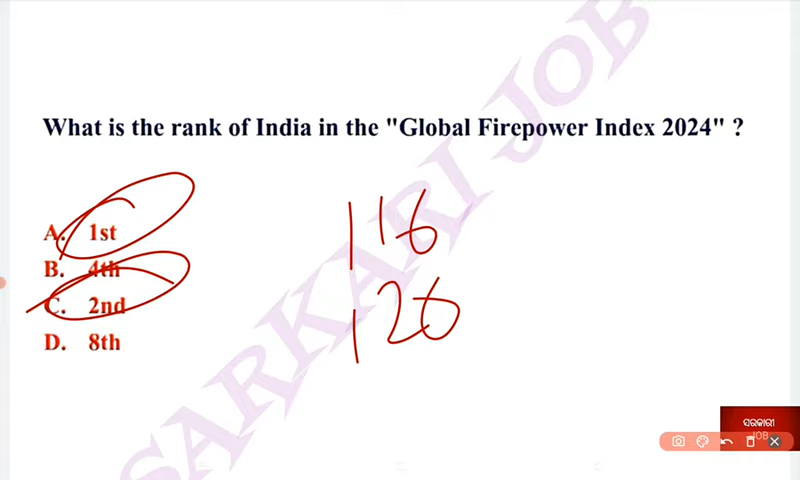 SARKARI JOB
What is the rank of India in the "Global Firepower Index 2024" ?
A. 1st
B. 4th
C. 2nd
D. 8th
116
126
ସରକାରୀ
JOB